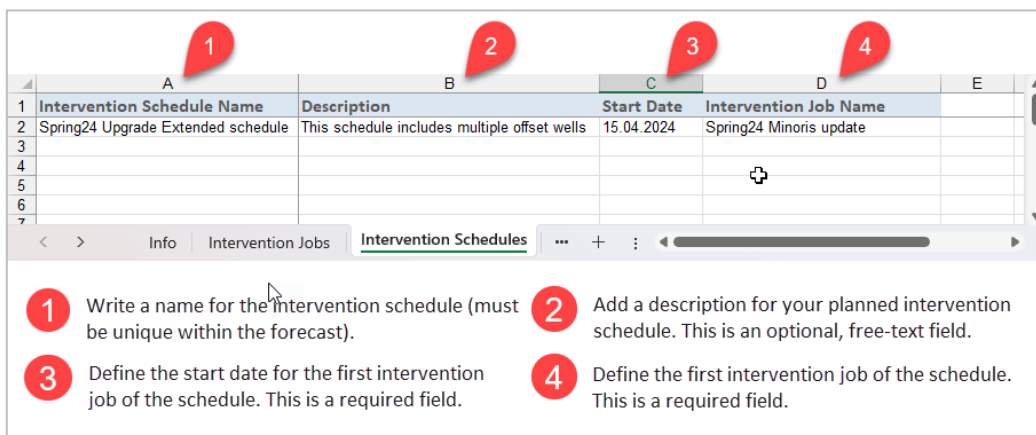 1 2 3 4
A B C D E
1 Intervention Schedule Name Description Start Date Intervention Job Name
2 Spring24 Upgrade Extended schedule This schedule includes multiple offset wells 15.04.2024 Spring24 Minoris update
3
4
5
6
7
< > Info Intervention Jobs Intervention Schedules ••• + ⋮
1 Write a name for the intervention schedule (must
be unique within the forecast).
2 Add a description for your planned intervention
schedule. This is an optional, free-text field.
3 Define the start date for the first intervention
job of the schedule. This is a required field.
4 Define the first intervention job of the schedule.
This is a required field.